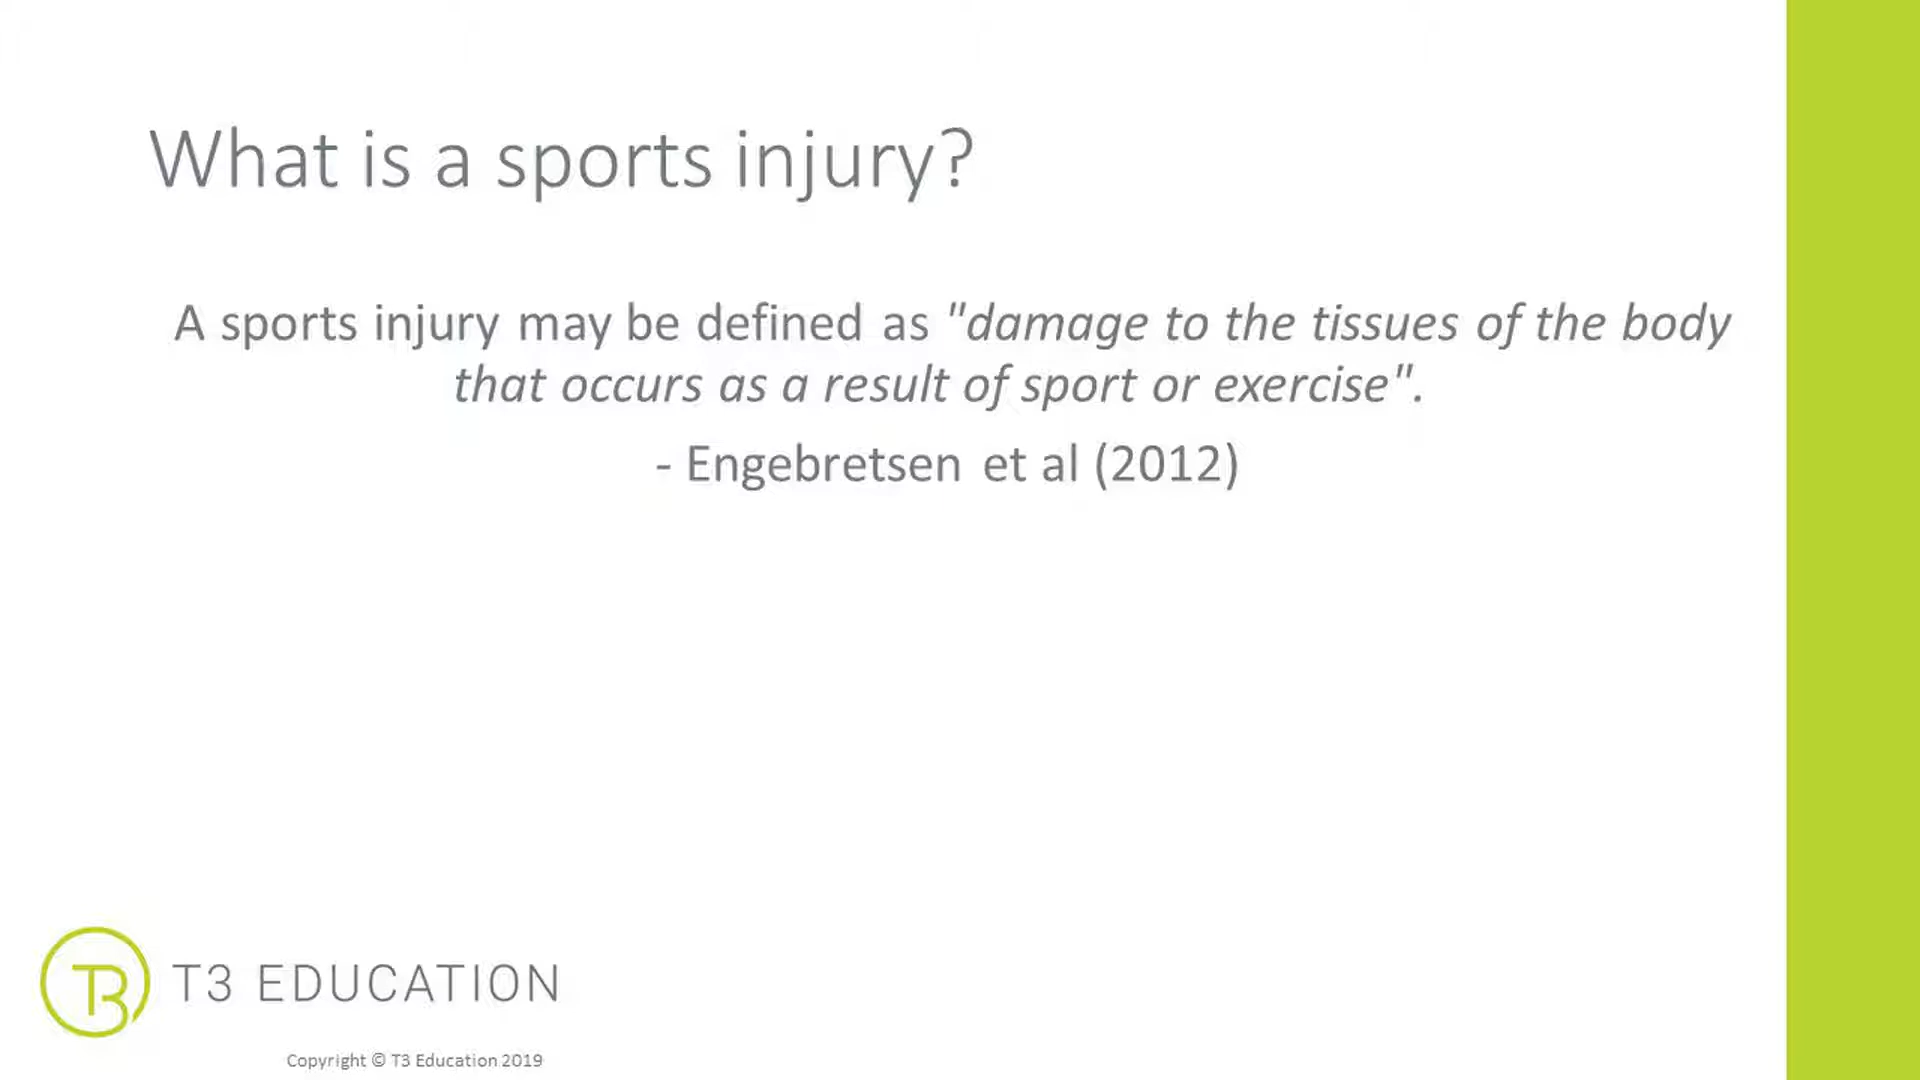 What is a sports injury?
A sports injury may be defined as "damage to the tissues of the body
that occurs as a result of sport or exercise".
- Engebretsen et al (2012)
T3 T3 EDUCATION
Copyright © T3 Education 2019